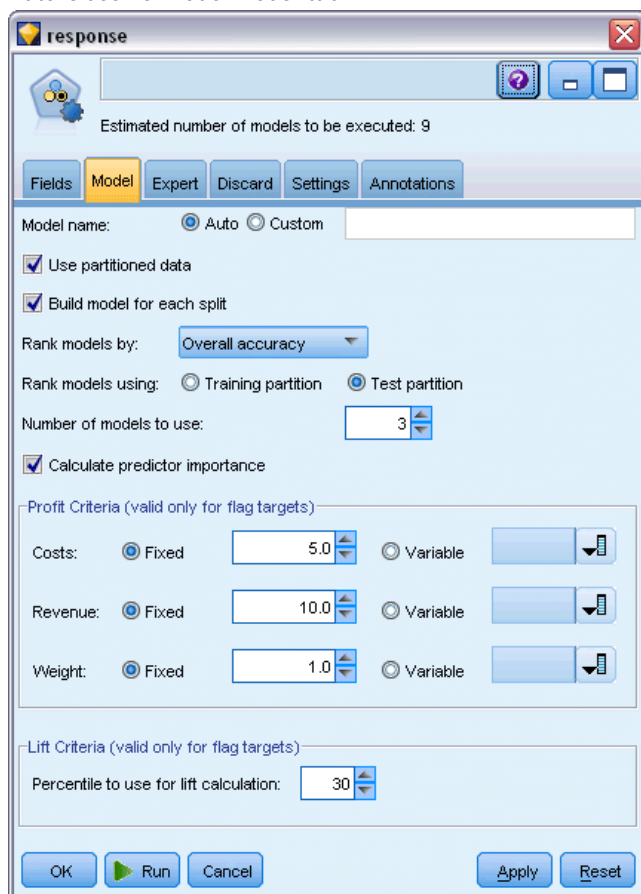 response
Estimated number of models to be executed: 9
Fields Model Expert Discard Settings Annotations
Model name: Auto Custom
Use partitioned data
Build model for each split
Rank models by: Overall accuracy
Rank models using: Training partition Test partition
Number of models to use: 3
Calculate predictor importance
Profit Criteria (valid only for flag targets)
Costs: Fixed 5.0 Variable
Revenue: Fixed 10.0 Variable
Weight: Fixed 1.0 Variable
Lift Criteria (valid only for flag targets)
Percentile to use for lift calculation: 30
OK Run Cancel Apply Reset